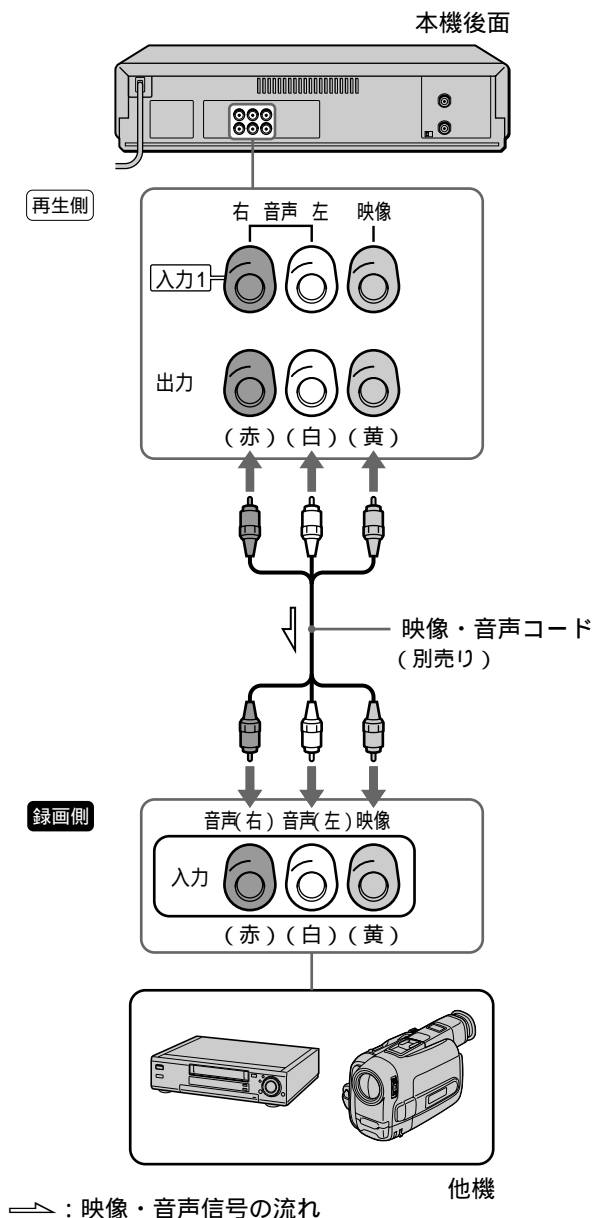 本機後面
再生側
右 音声 左 映像
入力1
出力
(赤)(白)(黄)
映像・音声コード
(別売り)
録画側
音声(右)音声(左)映像
入力
(赤)(白)(黄)
他機
:映像・音声信号の流れ